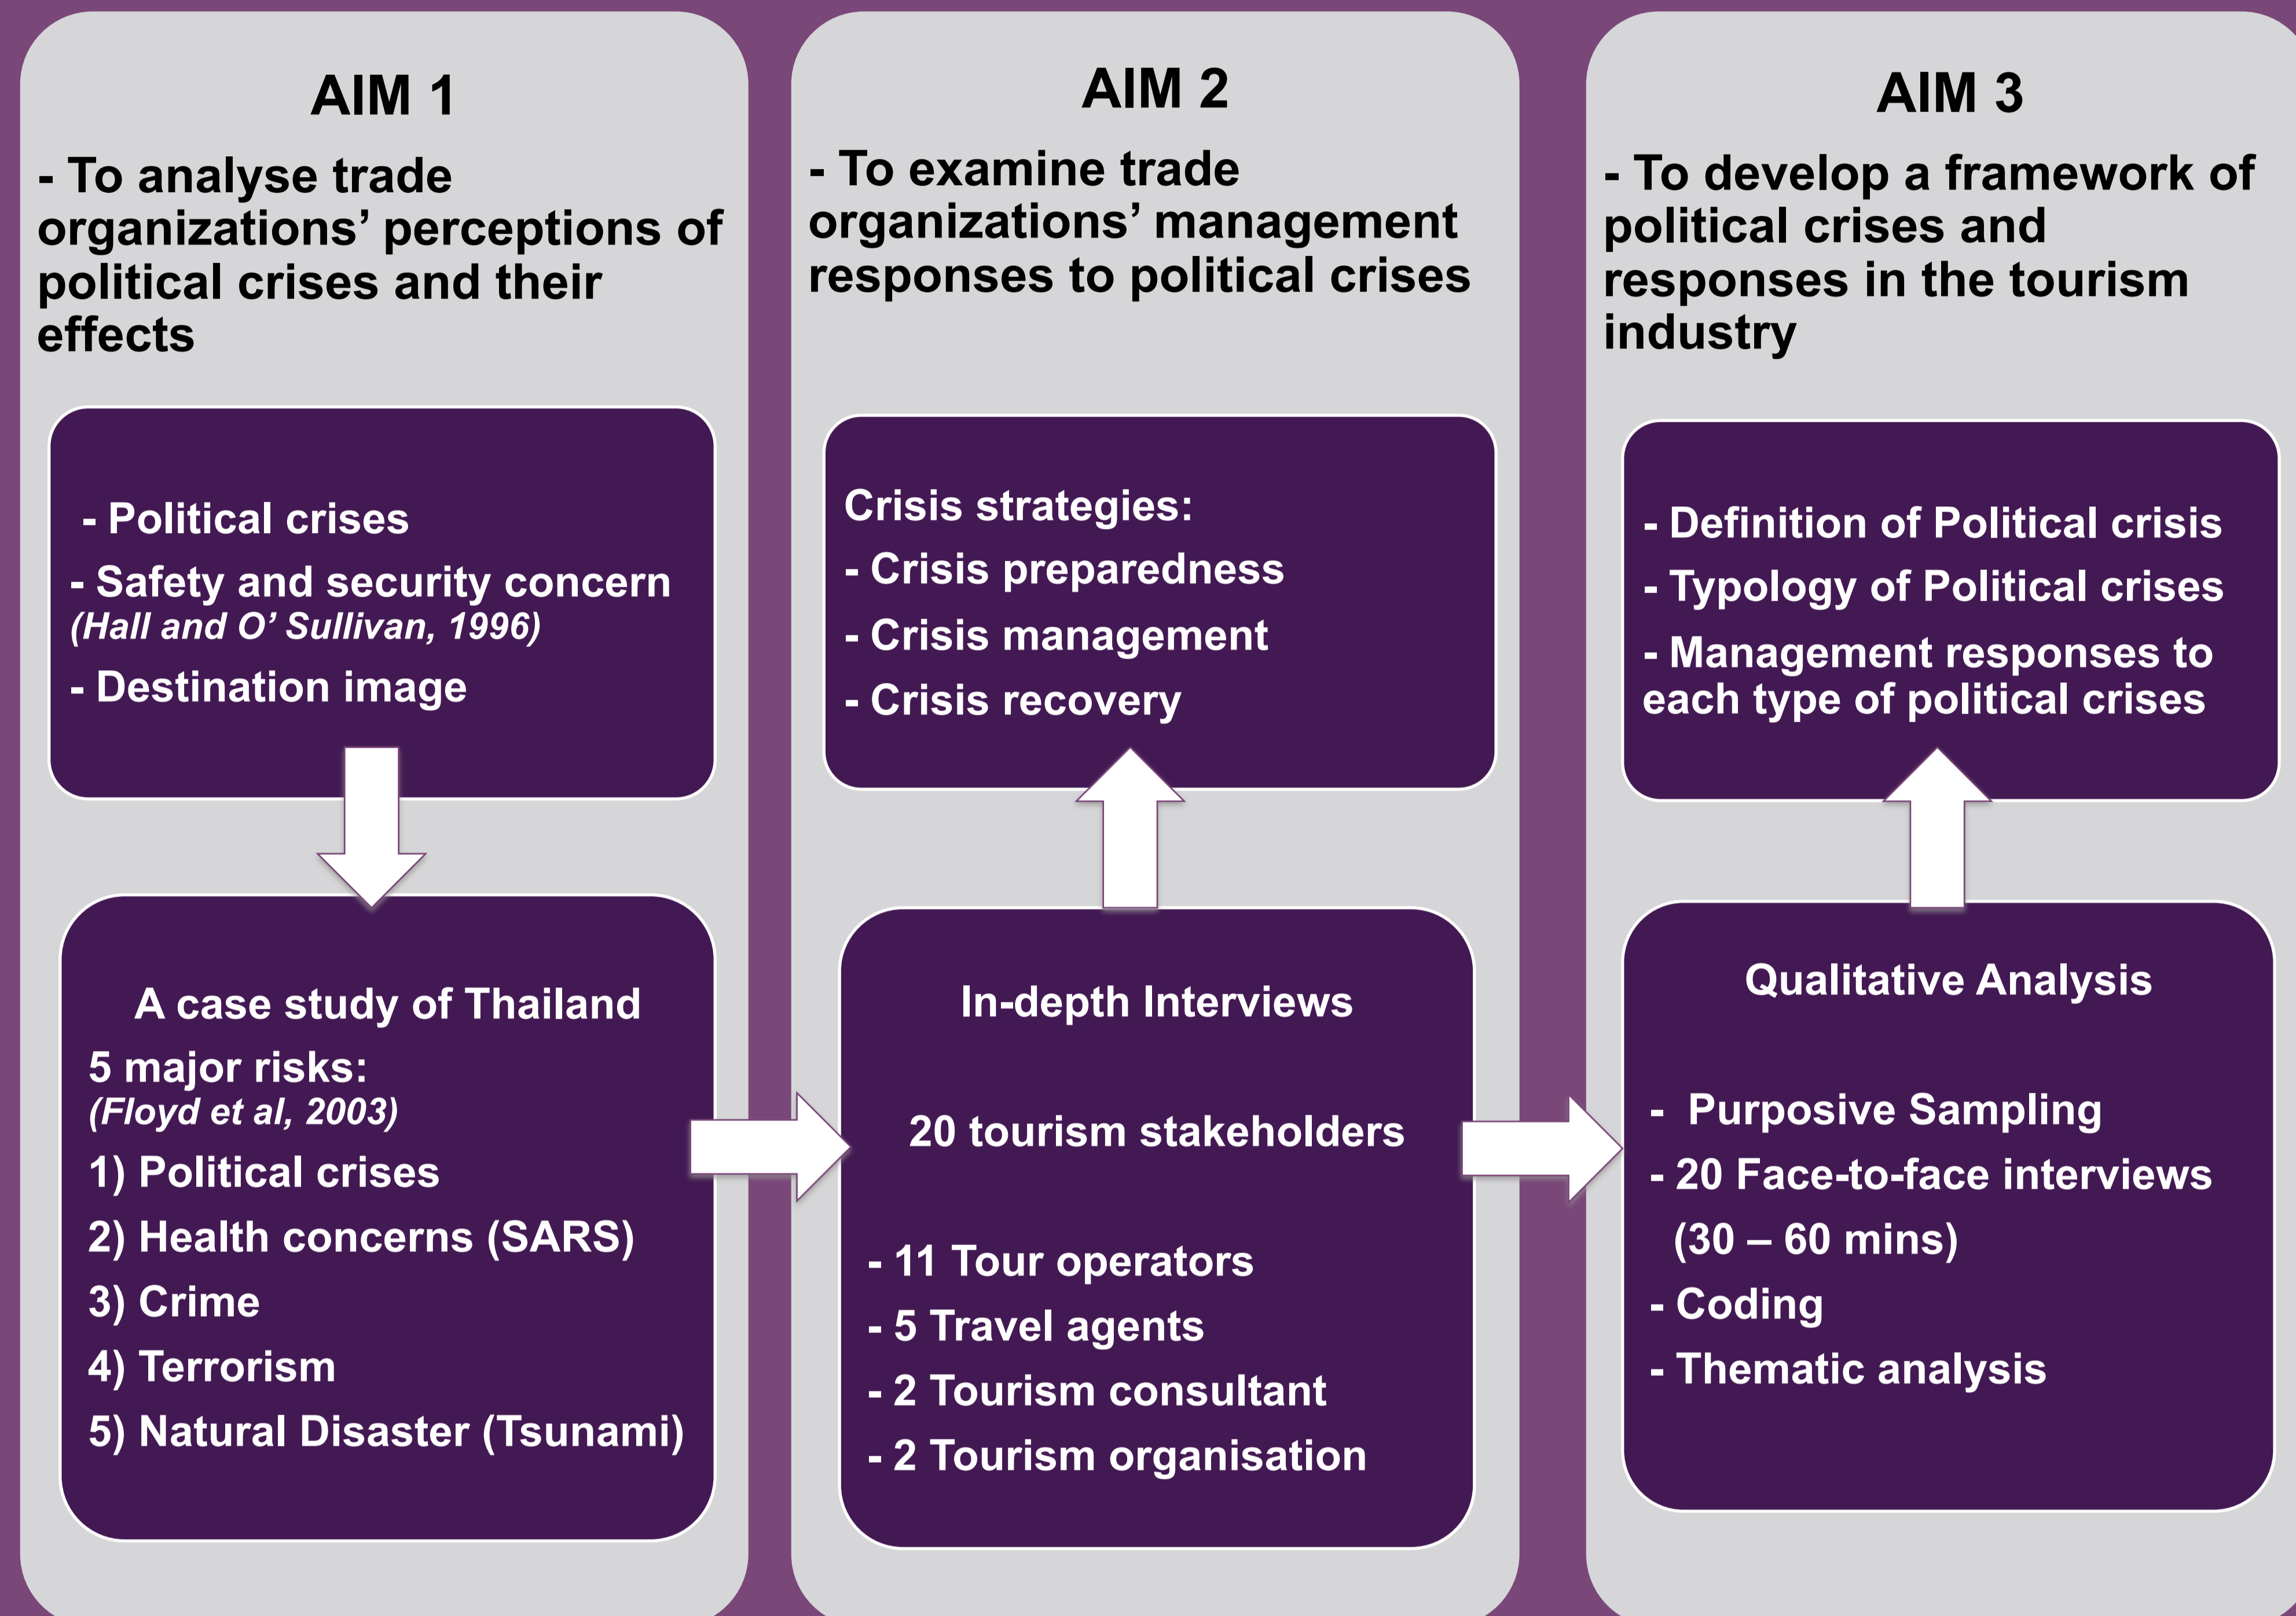 AIM 1
- To analyse trade
organizations’ perceptions of
political crises and their
effects
- Political crises
- Safety and security concern
(Hall and O’ Sullivan, 1996)
- Destination image
A case study of Thailand
5 major risks:
(Floyd et al, 2003)
1) Political crises
2) Health concerns (SARS)
3) Crime
4) Terrorism
5) Natural Disaster (Tsunami)
AIM 2
- To examine trade
organizations’ management
responses to political crises
Crisis strategies:
- Crisis preparedness
- Crisis management
- Crisis recovery
In-depth Interviews
20 tourism stakeholders
- 11 Tour operators
- 5 Travel agents
- 2 Tourism consultant
- 2 Tourism organisation
AIM 3
- To develop a framework of
political crises and
responses in the tourism
industry
- Definition of Political crisis
- Typology of Political crises
- Management responses to
each type of political crises
Qualitative Analysis
- Purposive Sampling
- 20 Face-to-face interviews
(30 – 60 mins)
- Coding
- Thematic analysis